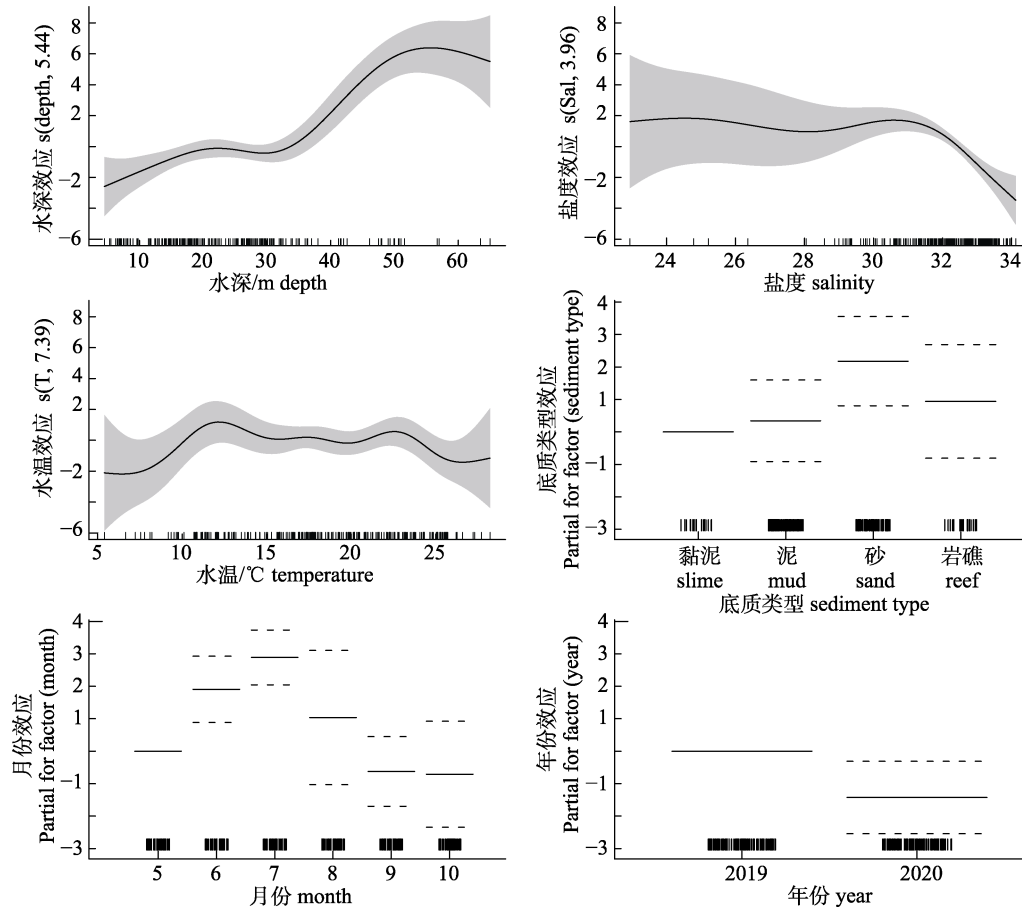 8
6
4
2
−2
−6
水深效应 s(depth, 5.44)
10 20 30 40 50 60
水深/m depth
8
6
4
2
−2
−6
盐度效应 s(Sal, 3.96)
24 26 28 30 32 34
盐度 salinity
8
6
4
2
−2
−6
水温效应 s(T, 7.39)
5 10 15 20 25
水温/℃ temperature
4
3
2
1
−1
−3
底质类型效应
Partial for factor (sediment type)
黏泥 泥 砂 岩礁
slime mud sand reef
底质类型 sediment type
4
3
2
1
−1
−3
月份效应
Partial for factor (month)
5 6 7 8 9 10
月份 month
4
3
2
1
−1
−3
年份效应
Partial for factor (year)
2019 2020
年份 year